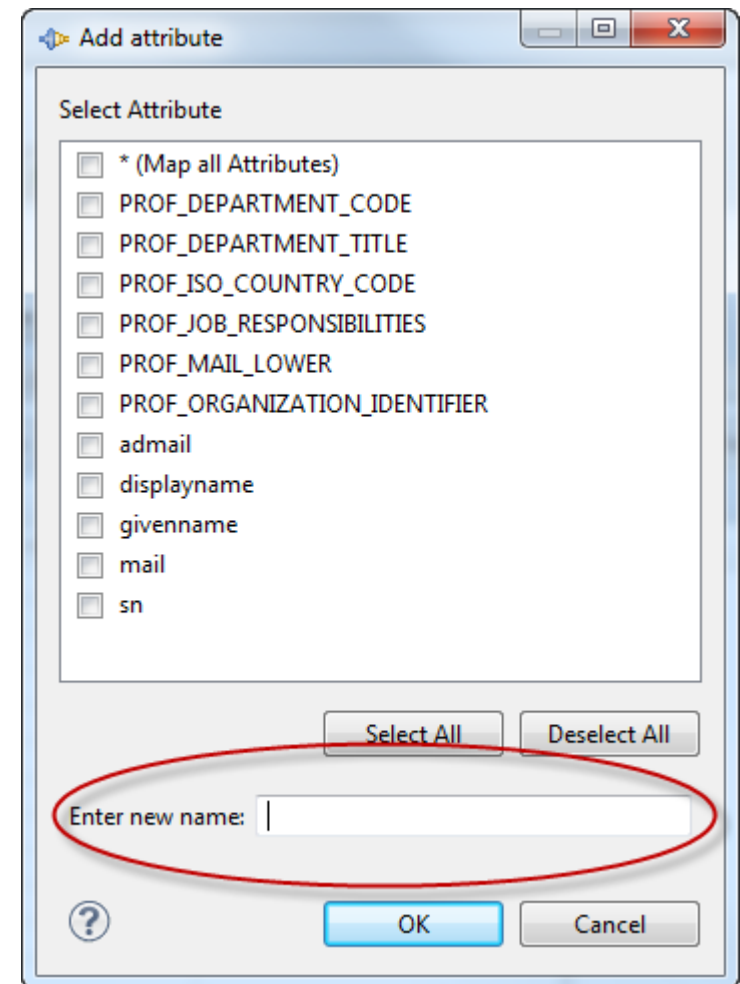 Add attribute
Select Attribute
* (Map all Attributes)
PROF_DEPARTMENT_CODE
PROF_DEPARTMENT_TITLE
PROF_ISO_COUNTRY_CODE
PROF_JOB_RESPONSIBILITIES
PROF_MAIL_LOWER
PROF_ORGANIZATION_IDENTIFIER
admail
displayname
givenname
mail
sn
Select All Deselect All
Enter new name:
? OK Cancel